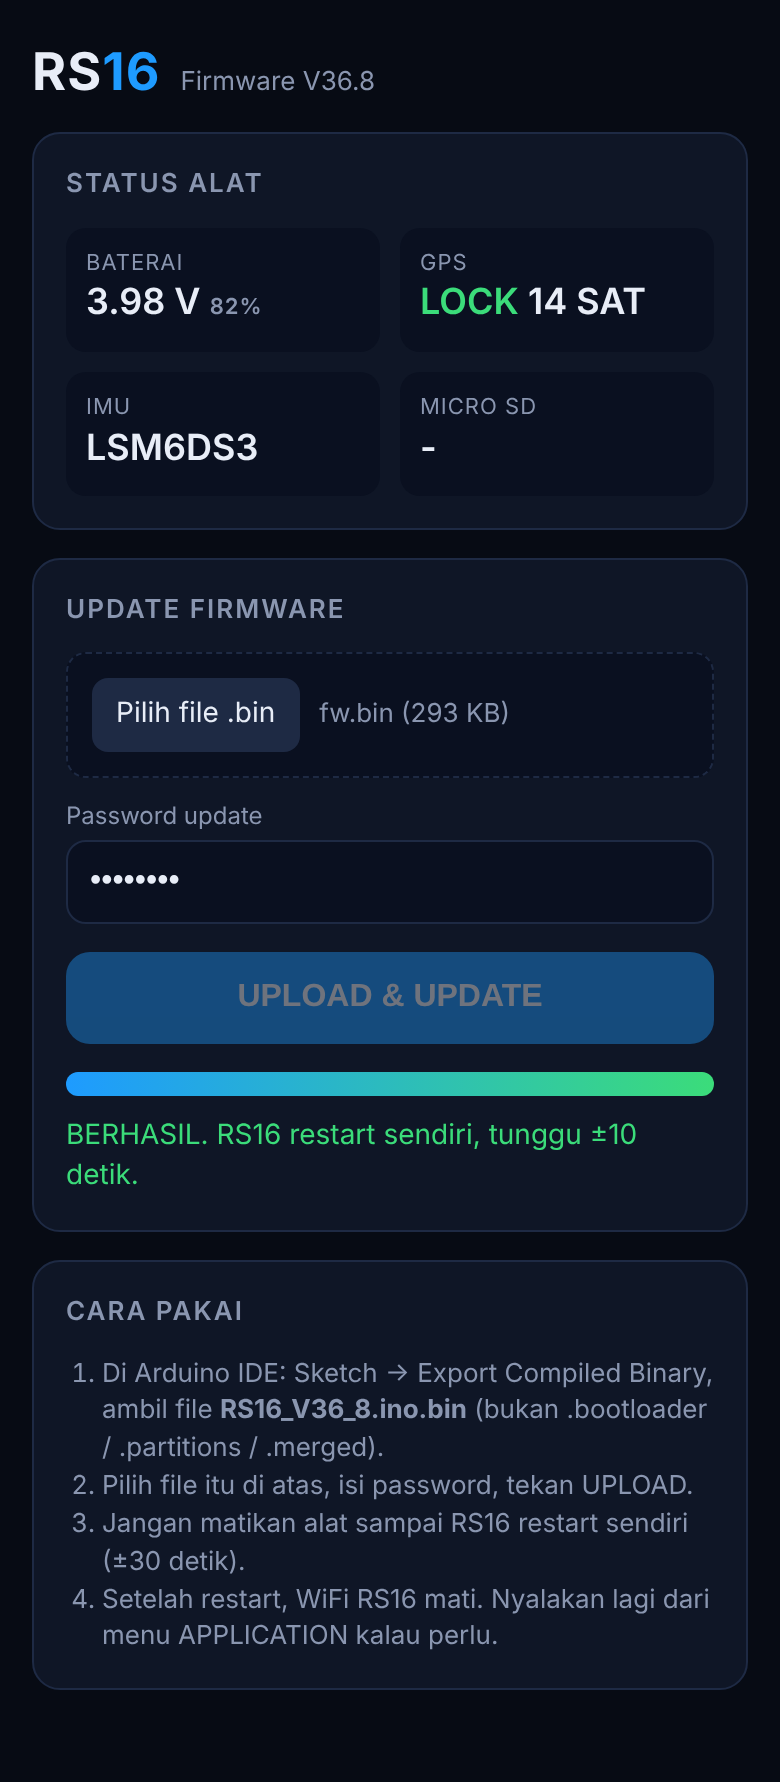 RS16 Firmware V36.8
STATUS ALAT
BATERAI
3.98 V 82%
GPS
LOCK 14 SAT
IMU
LSM6DS3
MICRO SD
-
UPDATE FIRMWARE
Pilih file .bin fw.bin (293 KB)
Password update
••••••••
UPLOAD & UPDATE
BERHASIL. RS16 restart sendiri, tunggu ±10
detik.
CARA PAKAI
1. Di Arduino IDE: Sketch → Export Compiled Binary,
ambil file RS16_V36_8.ino.bin (bukan .bootloader
/ .partitions / .merged).
2. Pilih file itu di atas, isi password, tekan UPLOAD.
3. Jangan matikan alat sampai RS16 restart sendiri
(±30 detik).
4. Setelah restart, WiFi RS16 mati. Nyalakan lagi dari
menu APPLICATION kalau perlu.